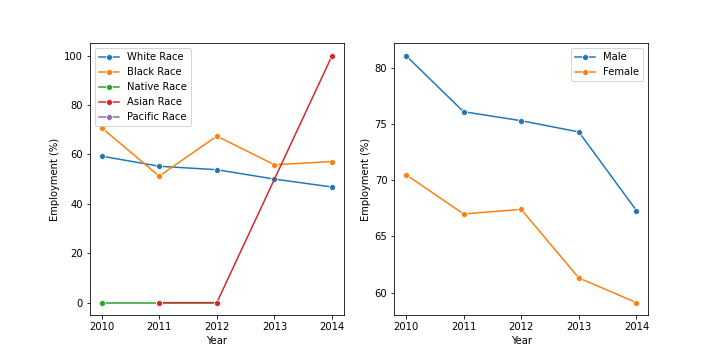 100
80
60
40
20
0
Employment (%)
White Race
Black Race
Native Race
Asian Race
Pacific Race
2010 2011 2012 2013 2014
Year
80
75
70
65
60
Employment (%)
Male
Female
2010 2011 2012 2013 2014
Year